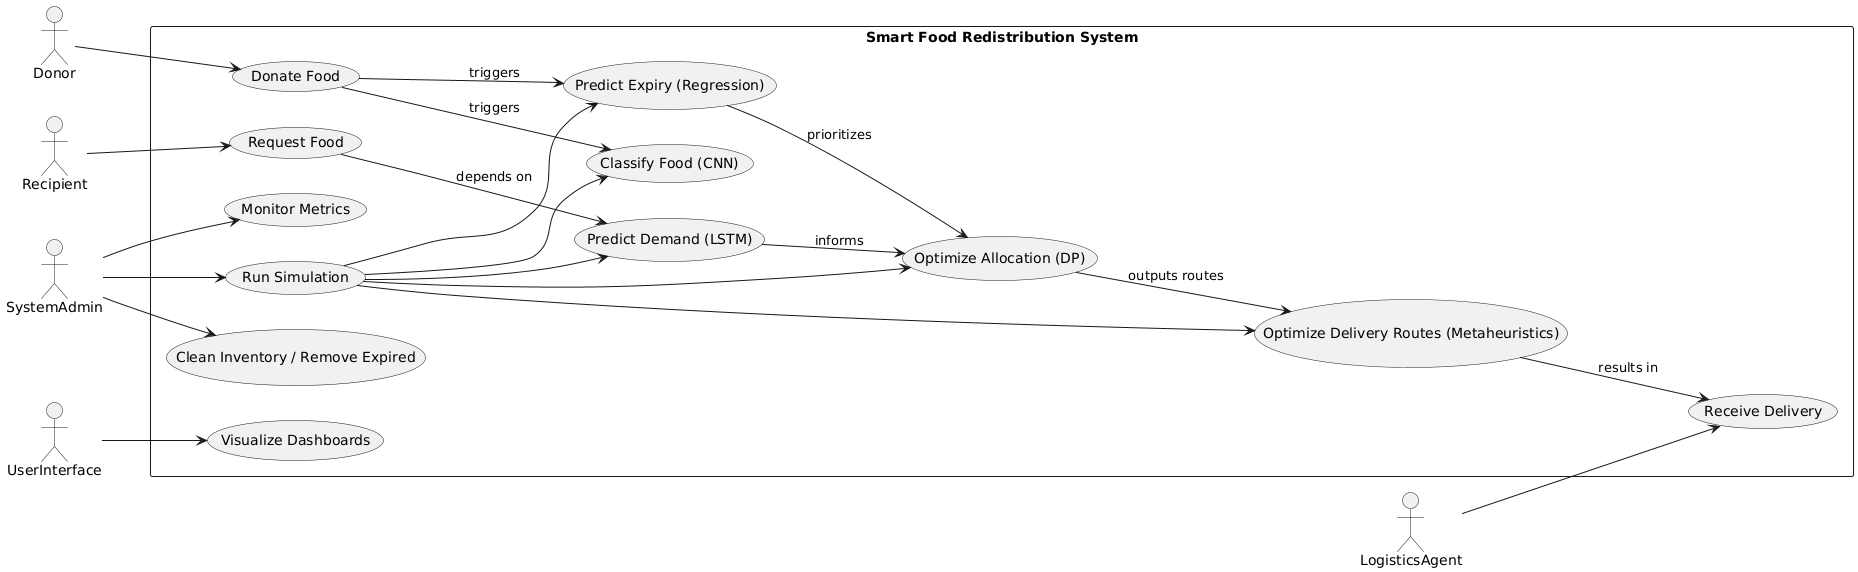 Smart Food Redistribution System
Donor
Donate Food
triggers
Predict Expiry (Regression)
triggers
prioritizes
Recipient
Request Food
Classify Food (CNN)
depends on
Monitor Metrics
Predict Demand (LSTM)
informs
Optimize Allocation (DP)
SystemAdmin
Run Simulation
outputs routes
Optimize Delivery Routes (Metaheuristics)
Clean Inventory / Remove Expired
results in
Receive Delivery
UserInterface
Visualize Dashboards
LogisticsAgent